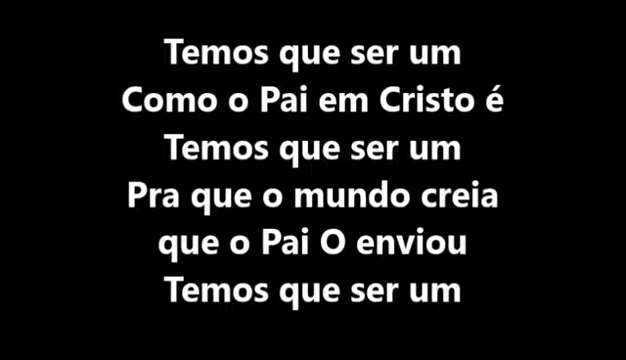 Temos que ser um
Como o Pai em Cristo é
Temos que ser um
Pra que o mundo creia
que o Pai O enviou
Temos que ser um